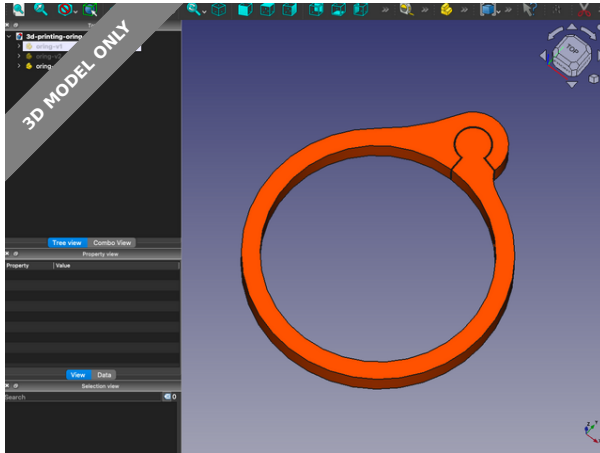 3D MODEL ONLY
3d-printing-oring
oring-v1
oring-
Tree view Combo View
Property view
Property Value
View Data
Selection view
Search 0
TOP